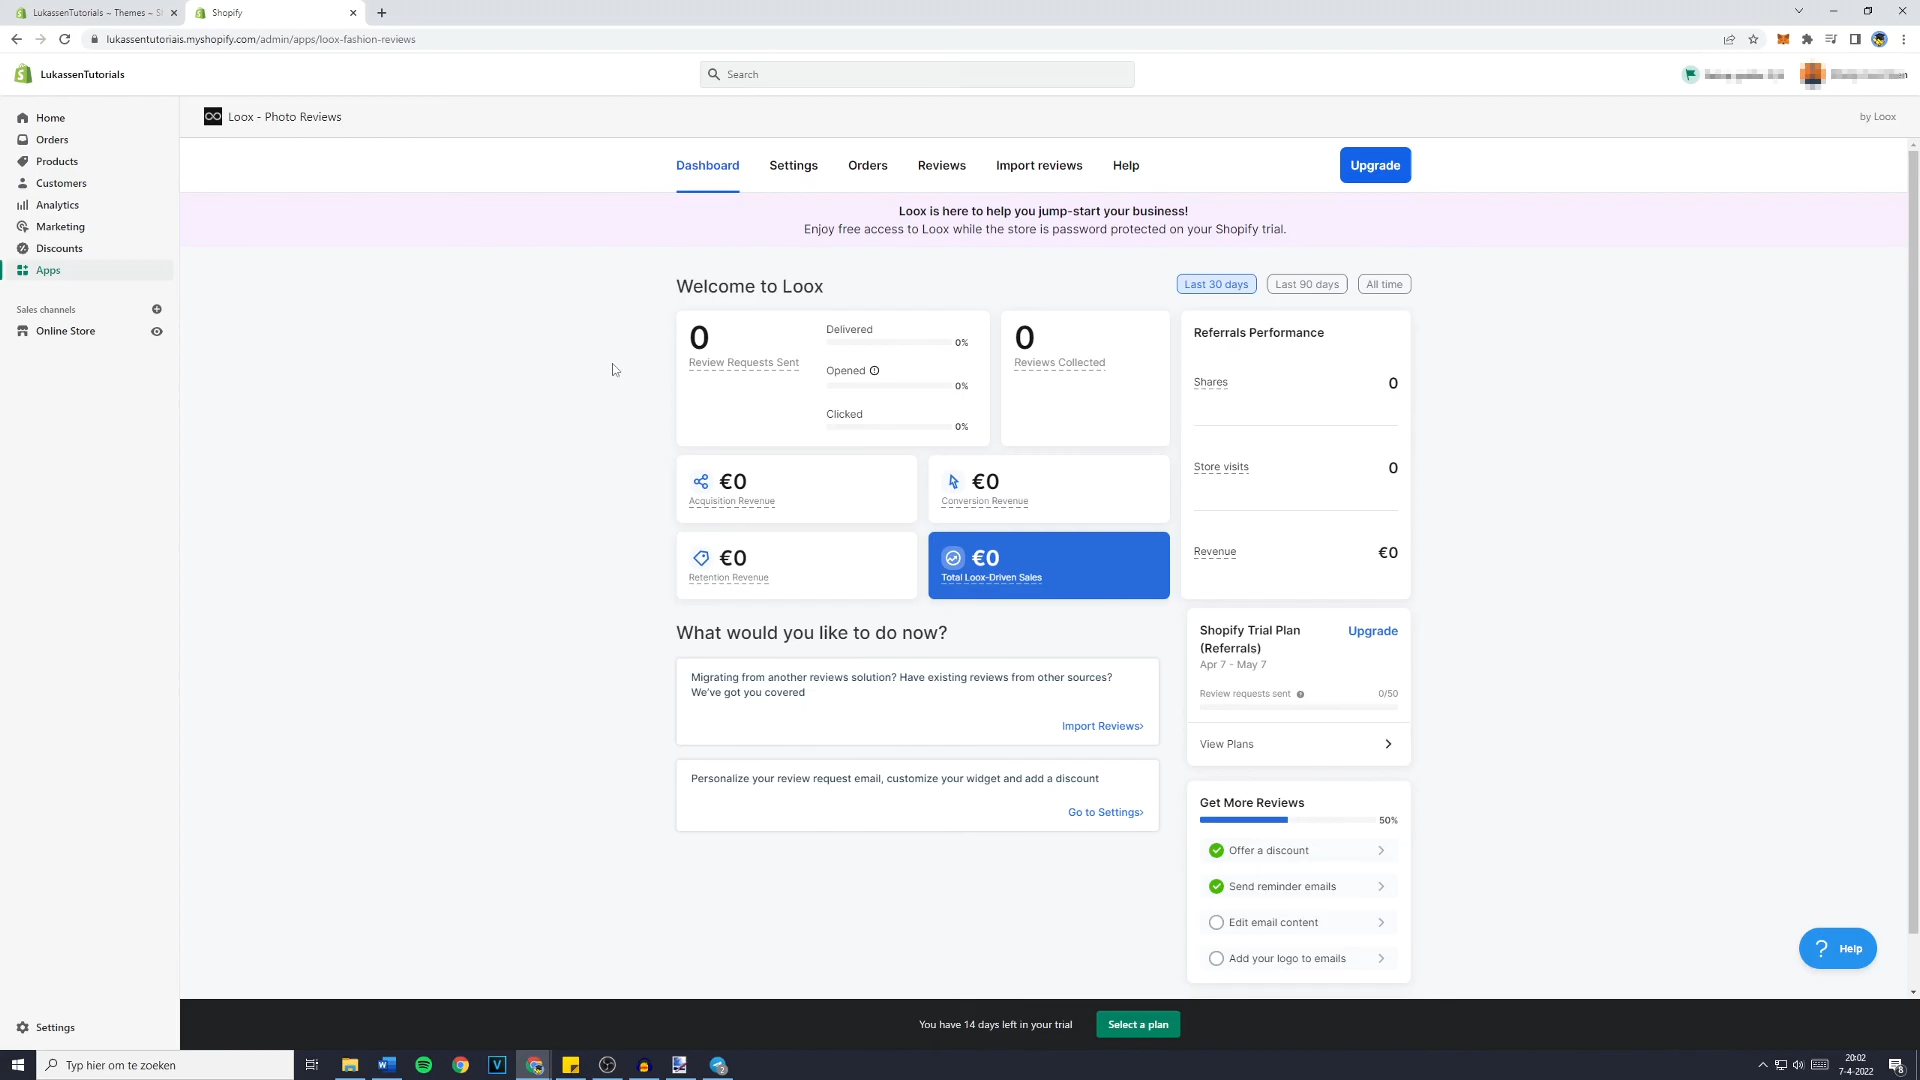 LukassenTutorials ~ Themes ~ S
Shopify
lukassentutorials.myshopify.com/admin/apps/loox-fashion-reviews
LukassenTutorials
Search
Home
Orders
Products
Customers
Analytics
Marketing
Discounts
Apps
Sales channels
Online Store
Settings
Loox - Photo Reviews
by Loox
Dashboard
Settings
Orders
Reviews
Import reviews
Help
Upgrade
Loox is here to help you jump-start your business!
Enjoy free access to Loox while the store is password protected on your Shopify trial.
Welcome to Loox
Last 30 days
Last 90 days
All time
0
Review Requests Sent
Delivered
0%
Opened
0%
Clicked
0%
0
Reviews Collected
€0
Acquisition Revenue
€0
Conversion Revenue
€0
Retention Revenue
€0
Total Loox-Driven Sales
Referrals Performance
Shares 0
Store visits 0
Revenue €0
What would you like to do now?
Migrating from another reviews solution? Have existing reviews from other sources?
We've got you covered
Import Reviews›
Personalize your review request email, customize your widget and add a discount
Go to Settings›
Shopify Trial Plan
(Referrals)
Upgrade
Apr 7 - May 7
Review requests sent 0/50
View Plans
Get More Reviews
50%
Offer a discount
Send reminder emails
Edit email content
Add your logo to emails
Help
You have 14 days left in your trial
Select a plan
Typ hier om te zoeken
20:02
7-4-2022